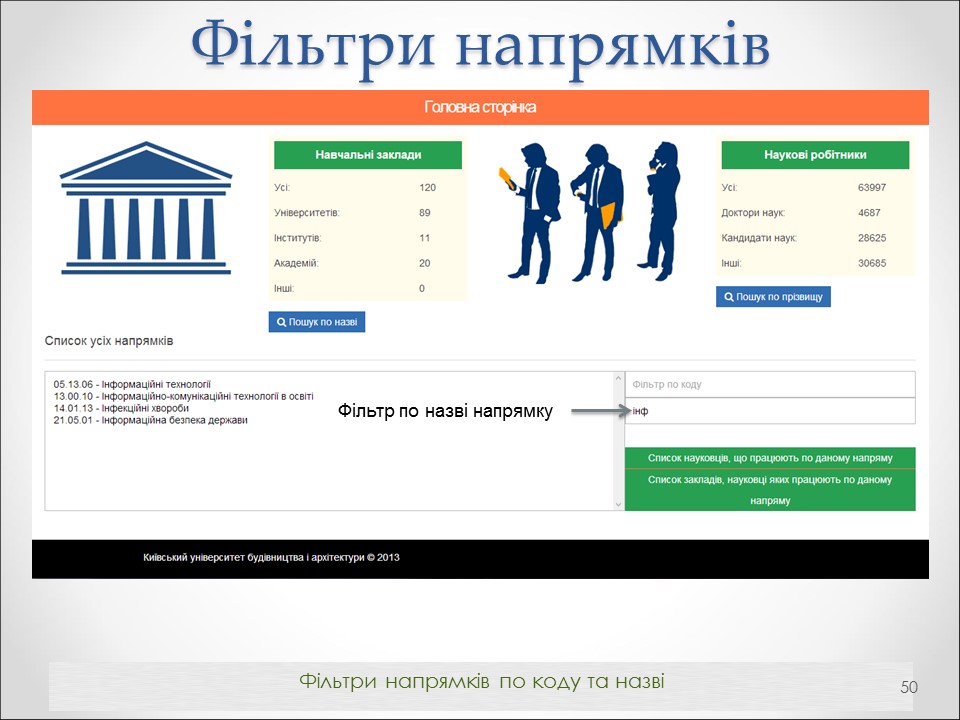 Фільтри напрямків
Головна сторінка
Навчальні заклади
Усі: 120
Університетів: 89
Інститутів: 11
Академій: 20
Інші: 0
Пошук по назві
Наукові робітники
Усі: 63997
Доктори наук: 4687
Кандидати наук: 28625
Інші: 30685
Пошук по прізвищу
Список усіх напрямків
05.13.06 - Інформаційні технології
13.00.10 - Інформаційно-комунікаційні технології в освіті
14.01.13 - Інфекційні хвороби
21.05.01 - Інформаційна безпека держави
Фільтр по назві напрямку
Фільтр по коду
інф
Список науковців, що працюють по даному напряму
Список закладів, науковці яких працюють по даному
напряму
Київський університет будівництва і архітектури © 2013
Фільтри напрямків по коду та назві
50